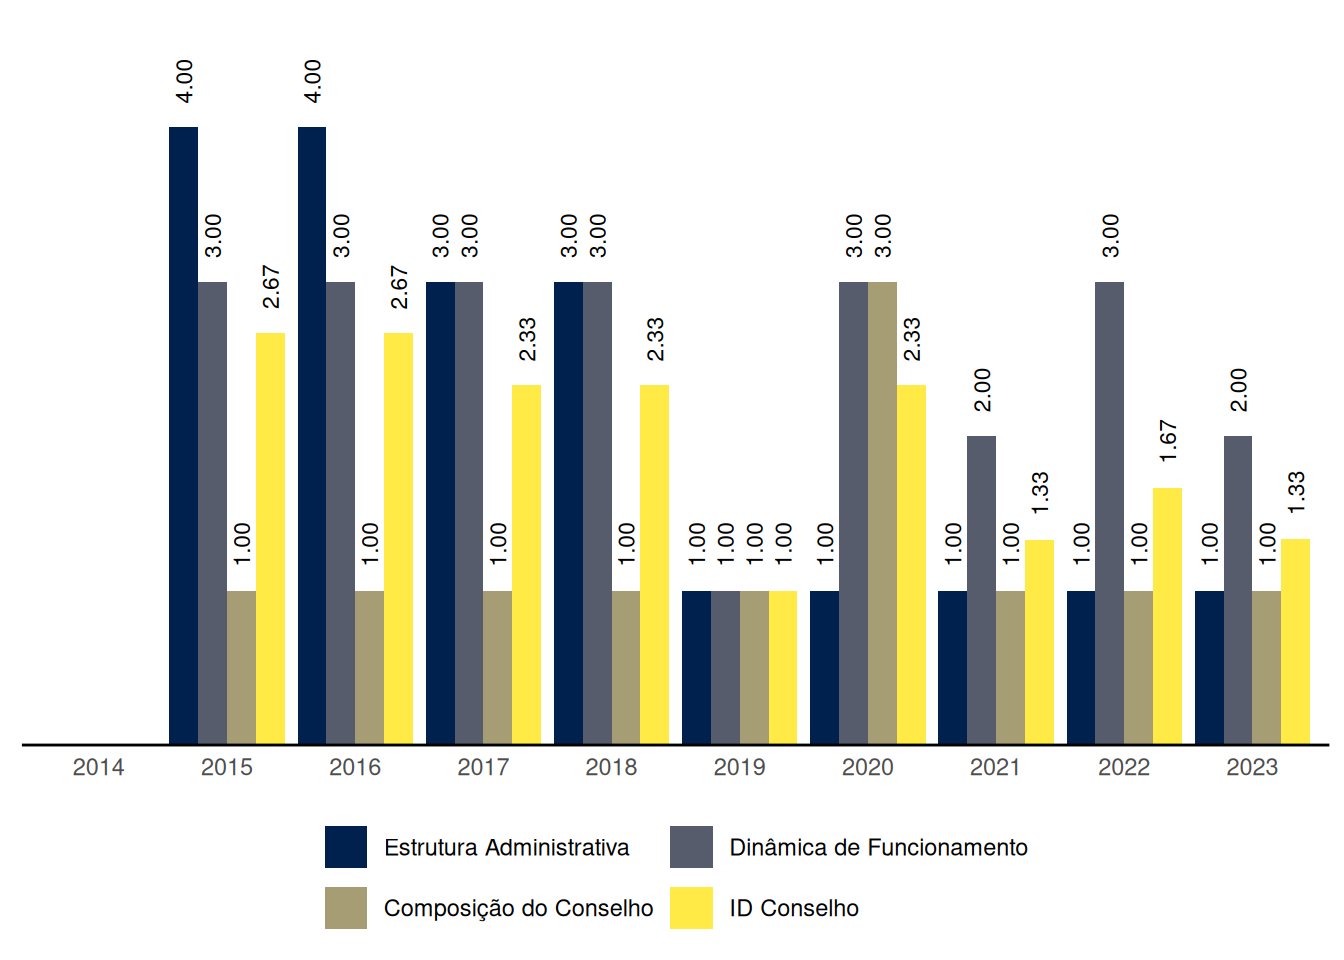 4.00 3.00 1.00 2.67 4.00 3.00 1.00 2.67 3.00 3.00 1.00 2.33 3.00 3.00 1.00 2.33 1.00 1.00 1.00 1.00 1.00 3.00 3.00 2.33 1.00 2.00 1.00 1.33 1.00 3.00 1.00 1.67 1.00 2.00 1.00 1.33
2014 2015 2016 2017 2018 2019 2020 2021 2022 2023
Estrutura Administrativa Dinâmica de Funcionamento
Composição do Conselho ID Conselho